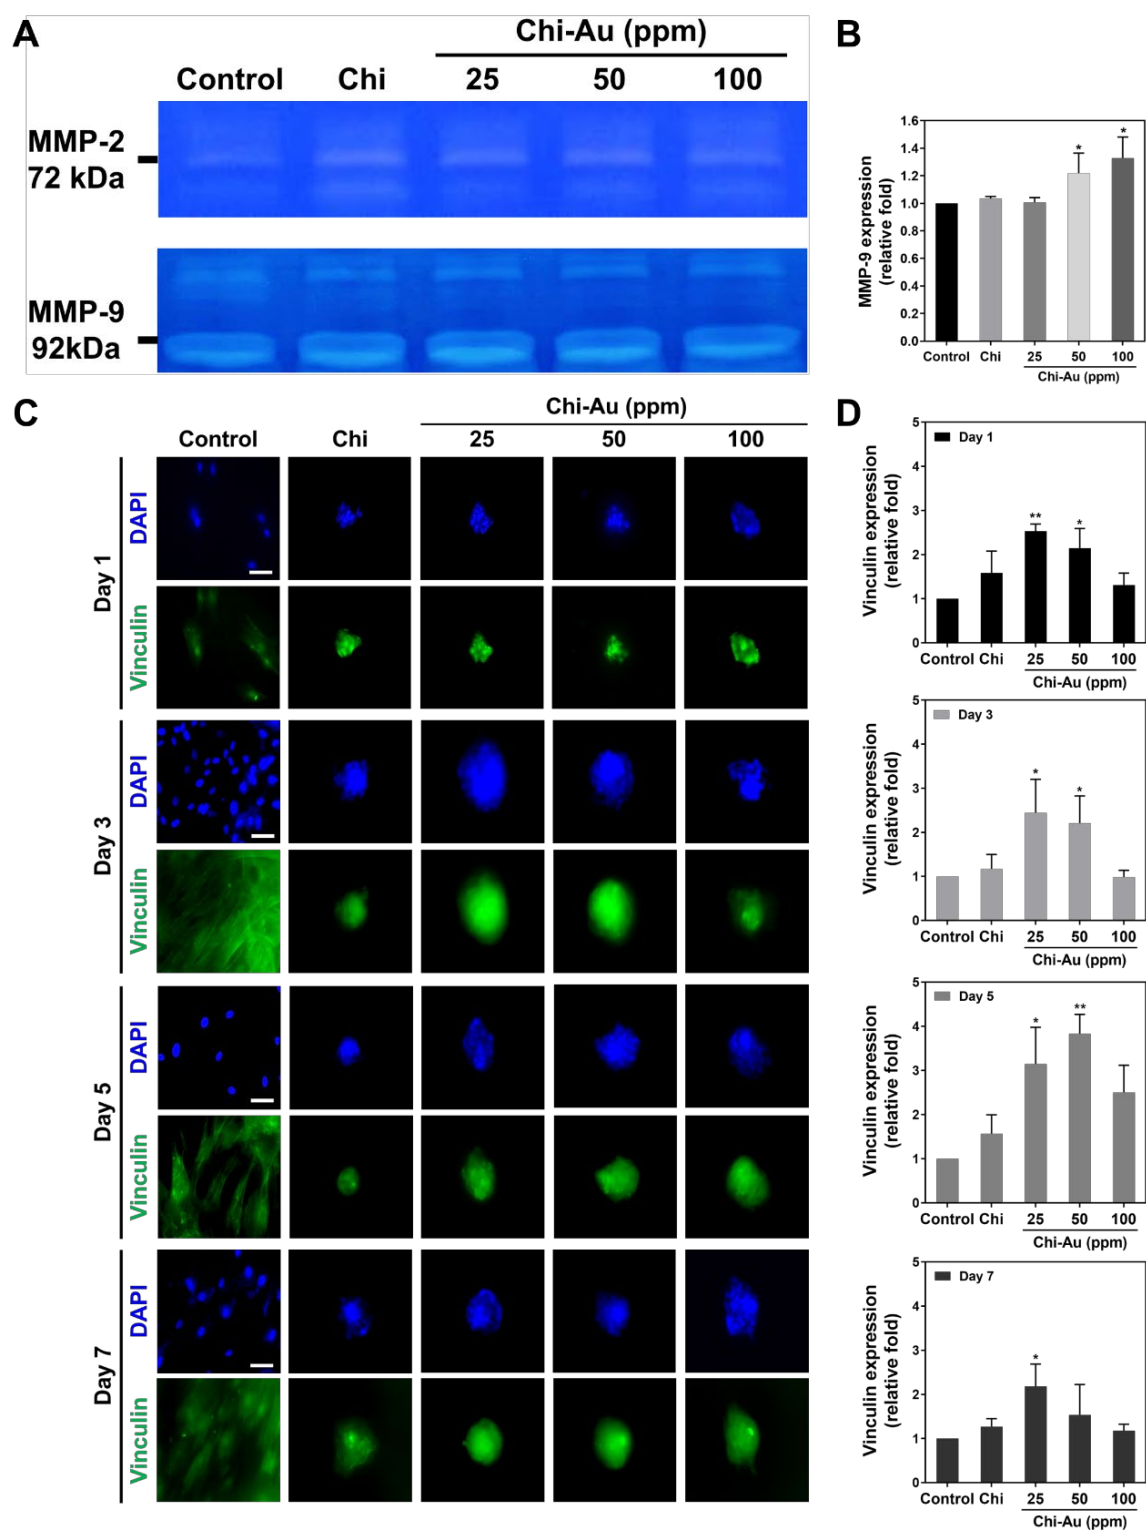 A
Chi-Au (ppm)
Control Chi 25 50 100
MMP-2
72 kDa
MMP-9
92kDa
B
MMP-9 expression
(relative fold)
1.6
1.4
1.2
1.0
0.8
0.6
0.4
0.2
0.0
* *
Control Chi 25 50 100
Chi-Au (ppm)
C
Chi-Au (ppm)
Control Chi 25 50 100
Day 1
DAPI
Vinculin
Day 3
DAPI
Vinculin
Day 5
DAPI
Vinculin
Day 7
DAPI
Vinculin
D
Vinculin expression
(relative fold)
5
4
3
2
1
0
Day 1
** *
Control Chi 25 50 100
Chi-Au (ppm)
Vinculin expression
(relative fold)
5
4
3
2
1
0
Day 3
* *
Control Chi 25 50 100
Chi-Au (ppm)
Vinculin expression
(relative fold)
5
4
3
2
1
0
Day 5
* **
Control Chi 25 50 100
Chi-Au (ppm)
Vinculin expression
(relative fold)
5
4
3
2
1
0
Day 7
*
Control Chi 25 50 100
Chi-Au (ppm)